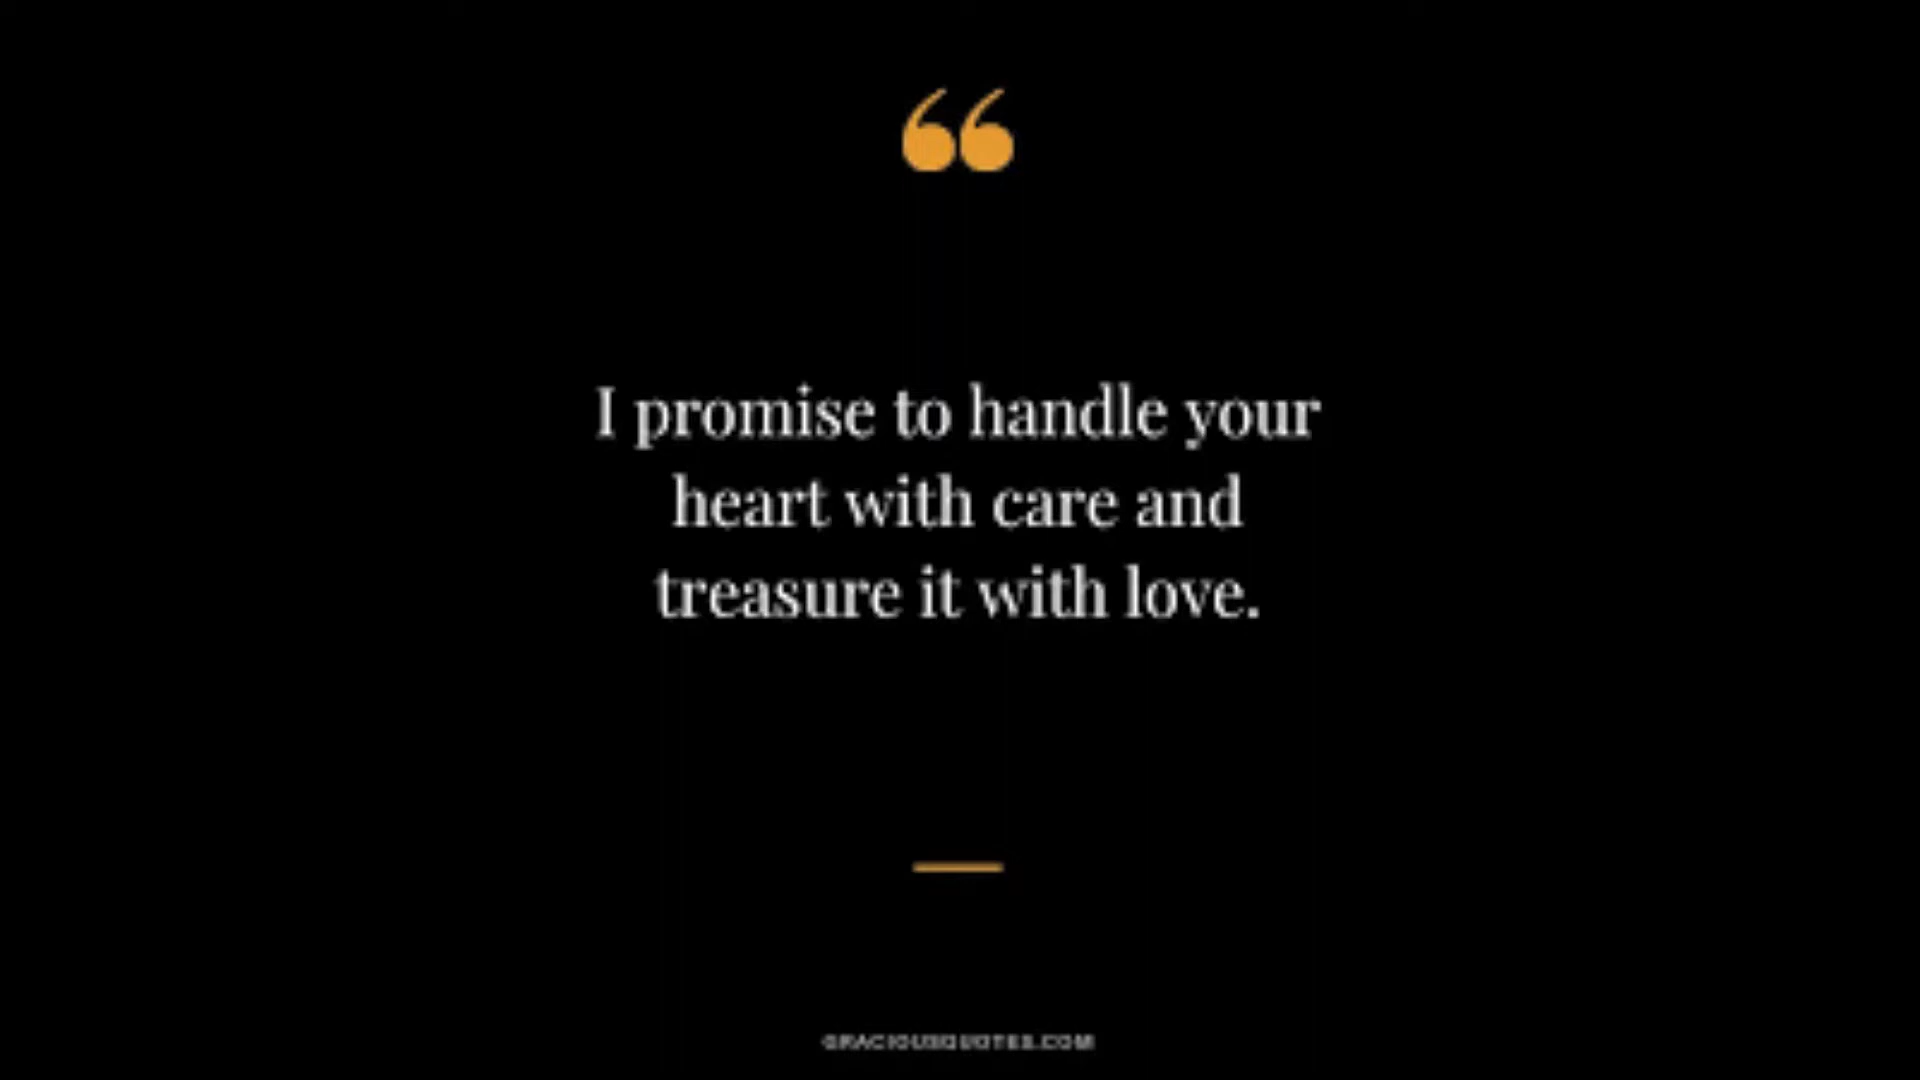 “
I promise to handle your
heart with care and
treasure it with love.
GRACIOUSQUOTES.COM